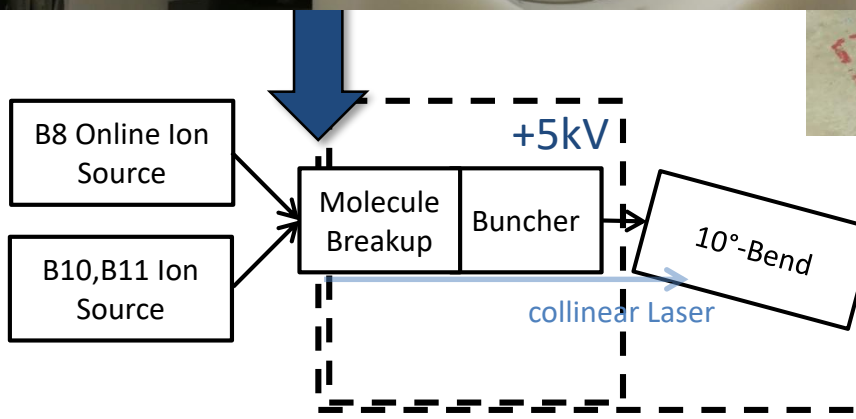 B8 Online Ion
Source
+5kV
Molecule
Breakup
Buncher
10°-Bend
B10,B11 Ion
Source
collinear Laser